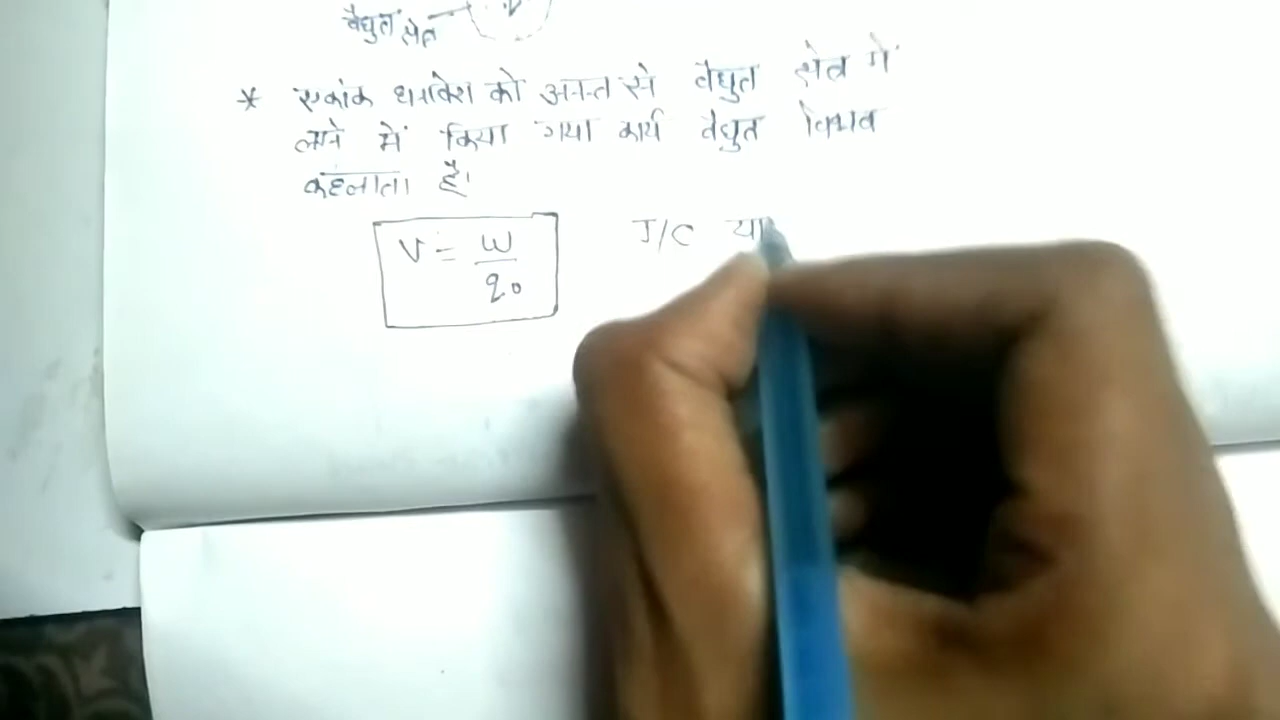 वैद्युत क्षेत्र
* एकांक धनावेश को अनन्त से वैद्युत क्षेत्र में
लाने में किया गया कार्य वैद्युत विभव
कहलाता है।
V = W / q₀
J/C या